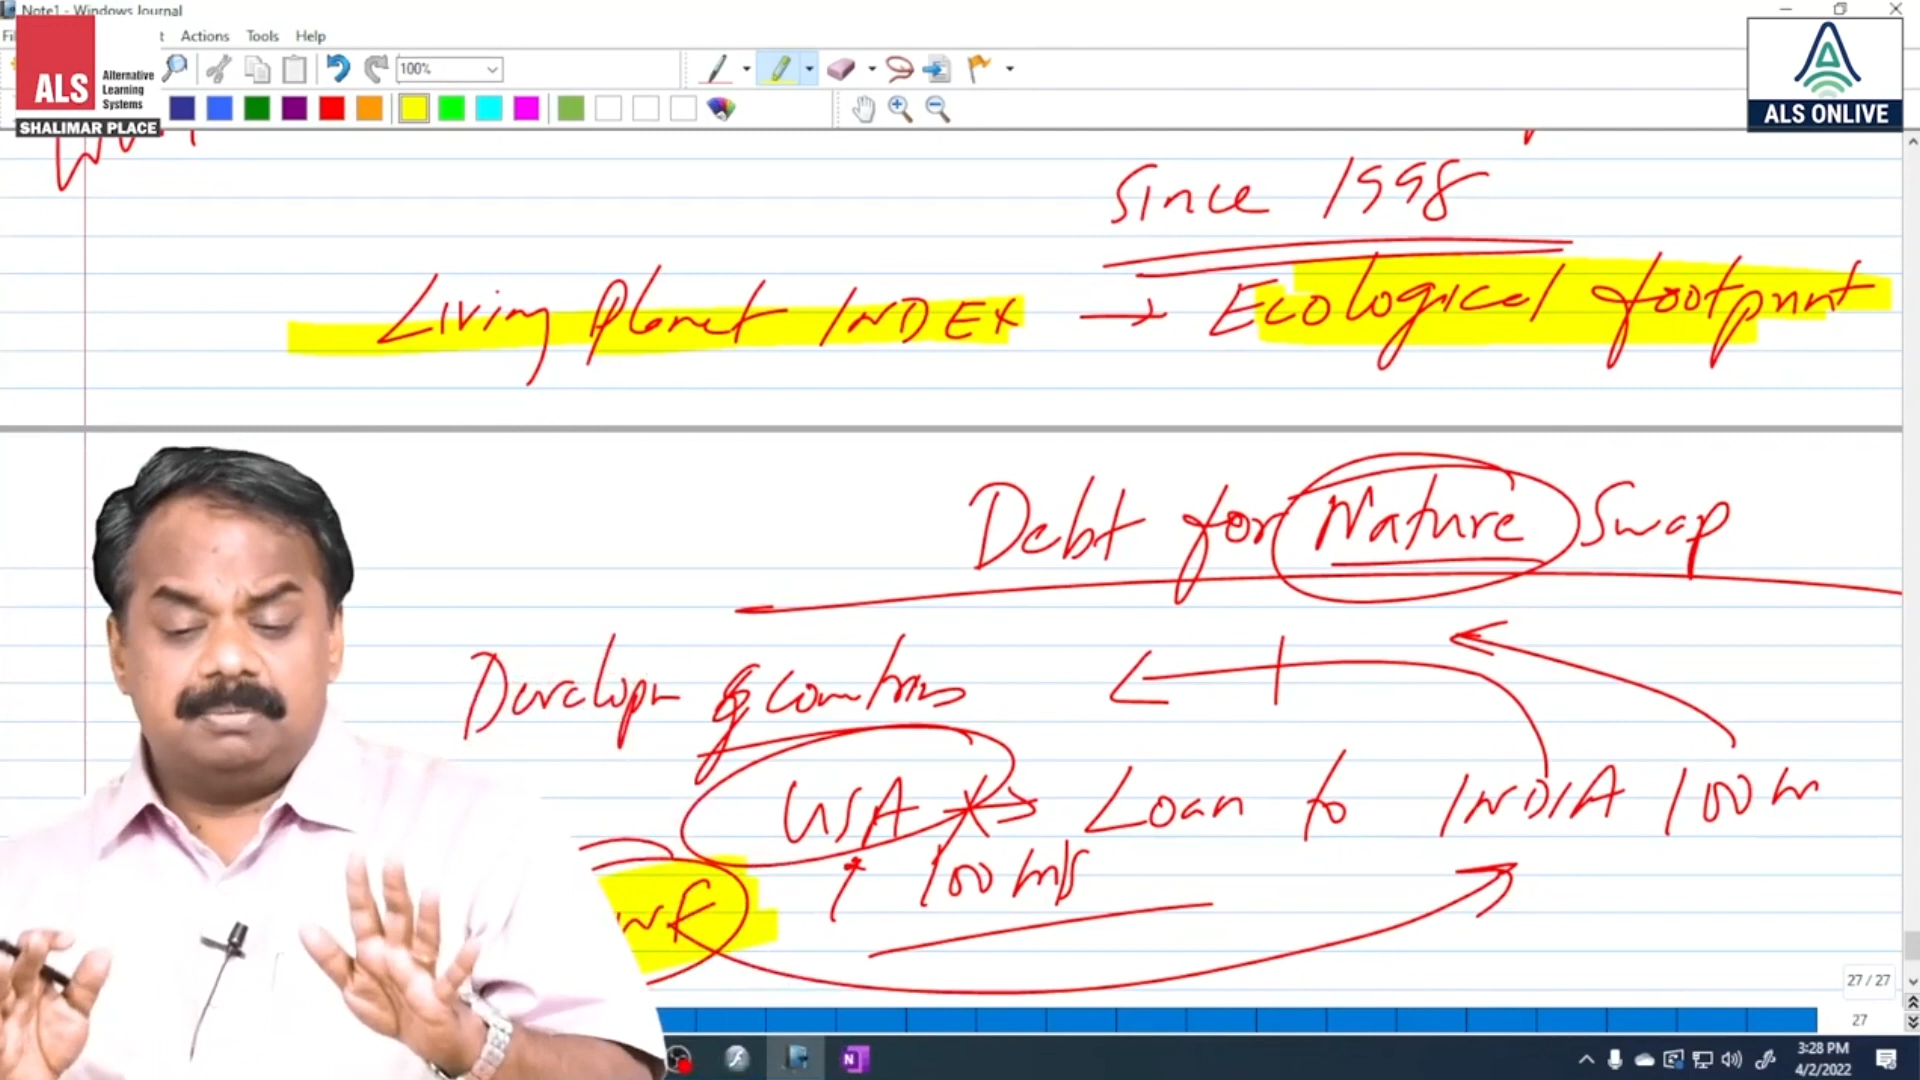 Note1 - Windows Journal
Actions Tools Help
ALS Alternative Learning Systems
SHALIMAR PLACE
100%
ALS ONLIVE
Since 1998
Living Planet INDEX → Ecological footprint
Debt for Nature Swap
countries
USA → Loan to INDIA 100 m
100 m$
27 / 27
27
3:28 PM
4/2/2022